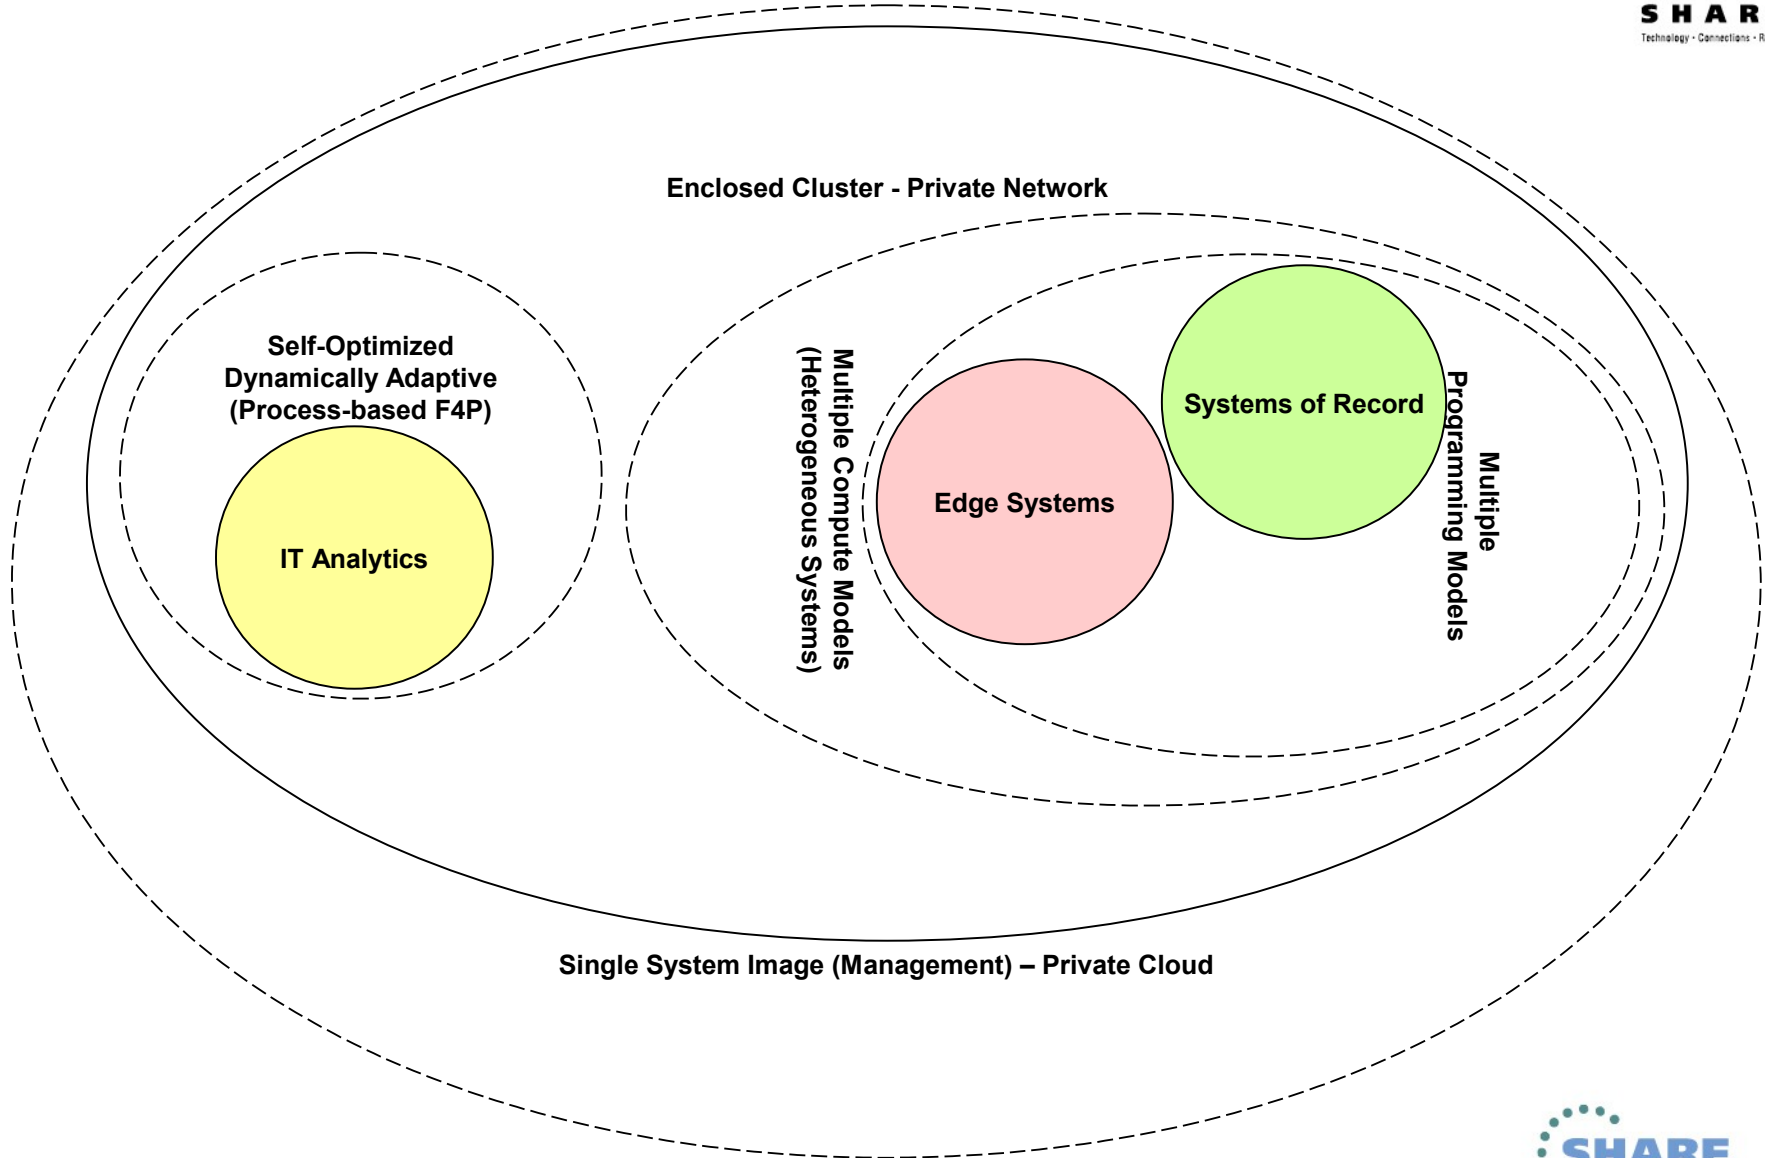 S H A R
Technology · Connections · R
Enclosed Cluster - Private Network
Self-Optimized
Dynamically Adaptive
(Process-based F4P)
IT Analytics
Multiple Compute Models
(Heterogeneous Systems)
Edge Systems
Systems of Record
Multiple
Programming Models
Single System Image (Management) – Private Cloud
SHARE